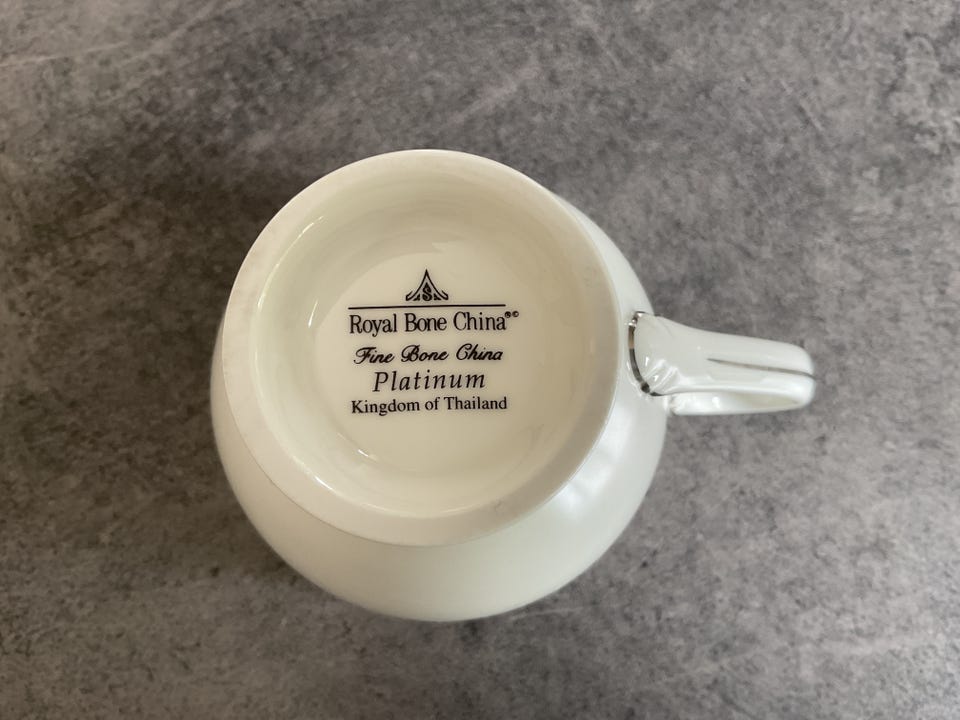 Royal Bone China®©
Fine Bone China
Platinum
Kingdom of Thailand